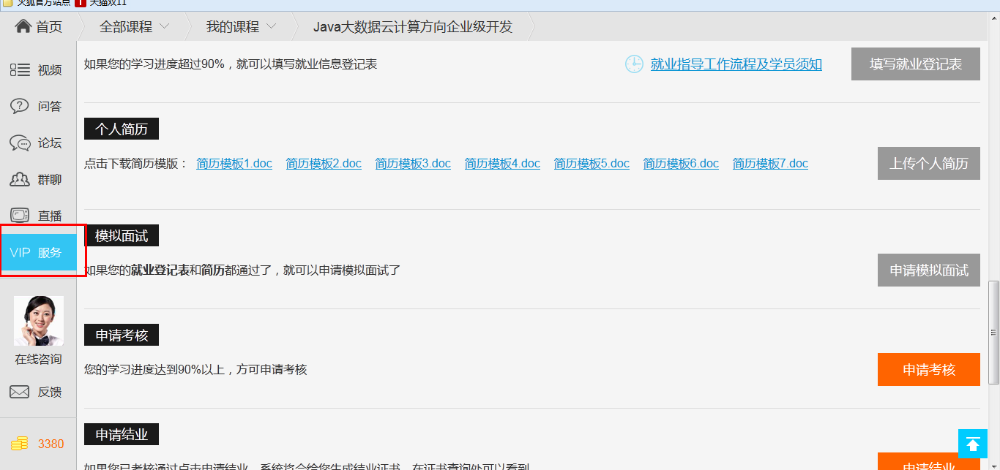 火狐官方站点 天猫双11
首页 全部课程 我的课程 Java大数据云计算方向企业级开发
视频
问答
论坛
群聊
直播
VIP 服务
在线咨询
反馈
3380
如果您的学习进度超过90%，就可以填写就业信息登记表 就业指导工作流程及学员须知 填写就业登记表
个人简历
点击下载简历模版： 简历模板1.doc 简历模板2.doc 简历模板3.doc 简历模板4.doc 简历模板5.doc 简历模板6.doc 简历模板7.doc 上传个人简历
模拟面试
如果您的就业登记表和简历都通过了，就可以申请模拟面试了 申请模拟面试
申请考核
您的学习进度达到90%以上，方可申请考核 申请考核
申请结业
如果您已考核通过点击申请结业，系统将会给您生成结业证书，在证书查询处可以看到 申请结业